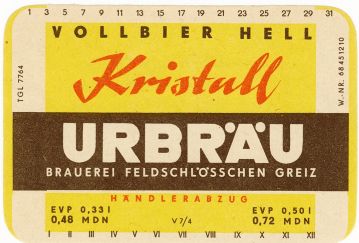 1 3 5 7 9 11 13 15 17 19 21 23 25 27 29 31
VOLLBIER HELL
Kristall
URBRÄU
BRAUEREI FELDSCHLÖSSCHEN GREIZ
HÄNDLERABZUG
EVP 0,33 l
0,48 MDN
V 7/4
EVP 0,50 l
0,72 MDN
I II III IV V VI VII VIII IX X XI XII
TGL 7764
W.-NR. 68451210